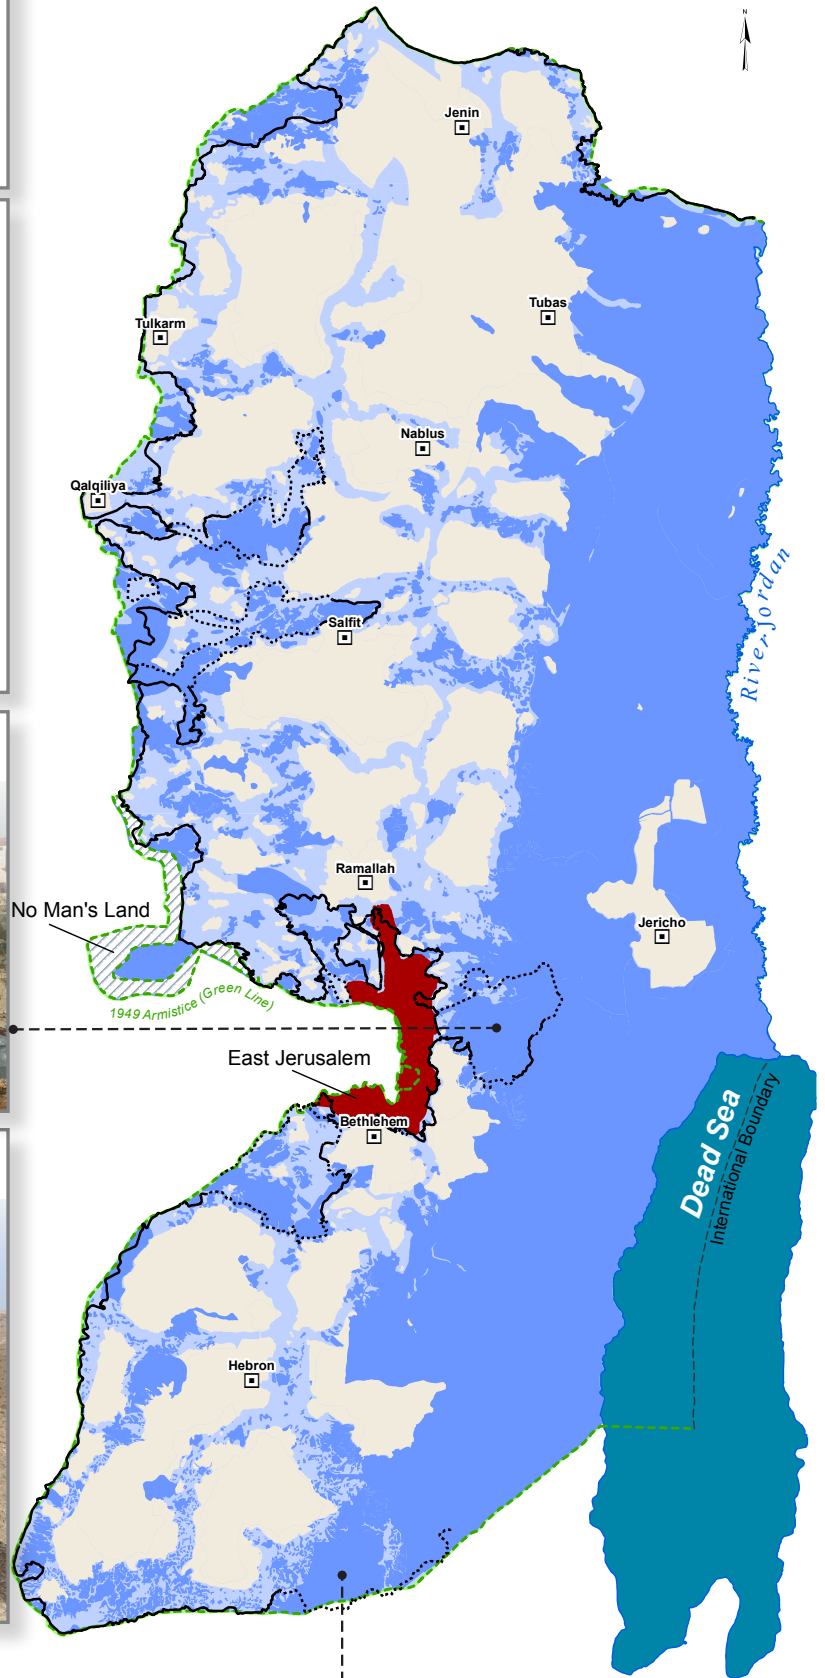 N
Jenin
Tubas
Tulkarm
Nablus
Qalqiliya
River Jordan
Salfit
Ramallah
No Man's Land
Jericho
1949 Armistice (Green Line)
East Jerusalem
Bethlehem
Dead Sea
International Boundary
Hebron